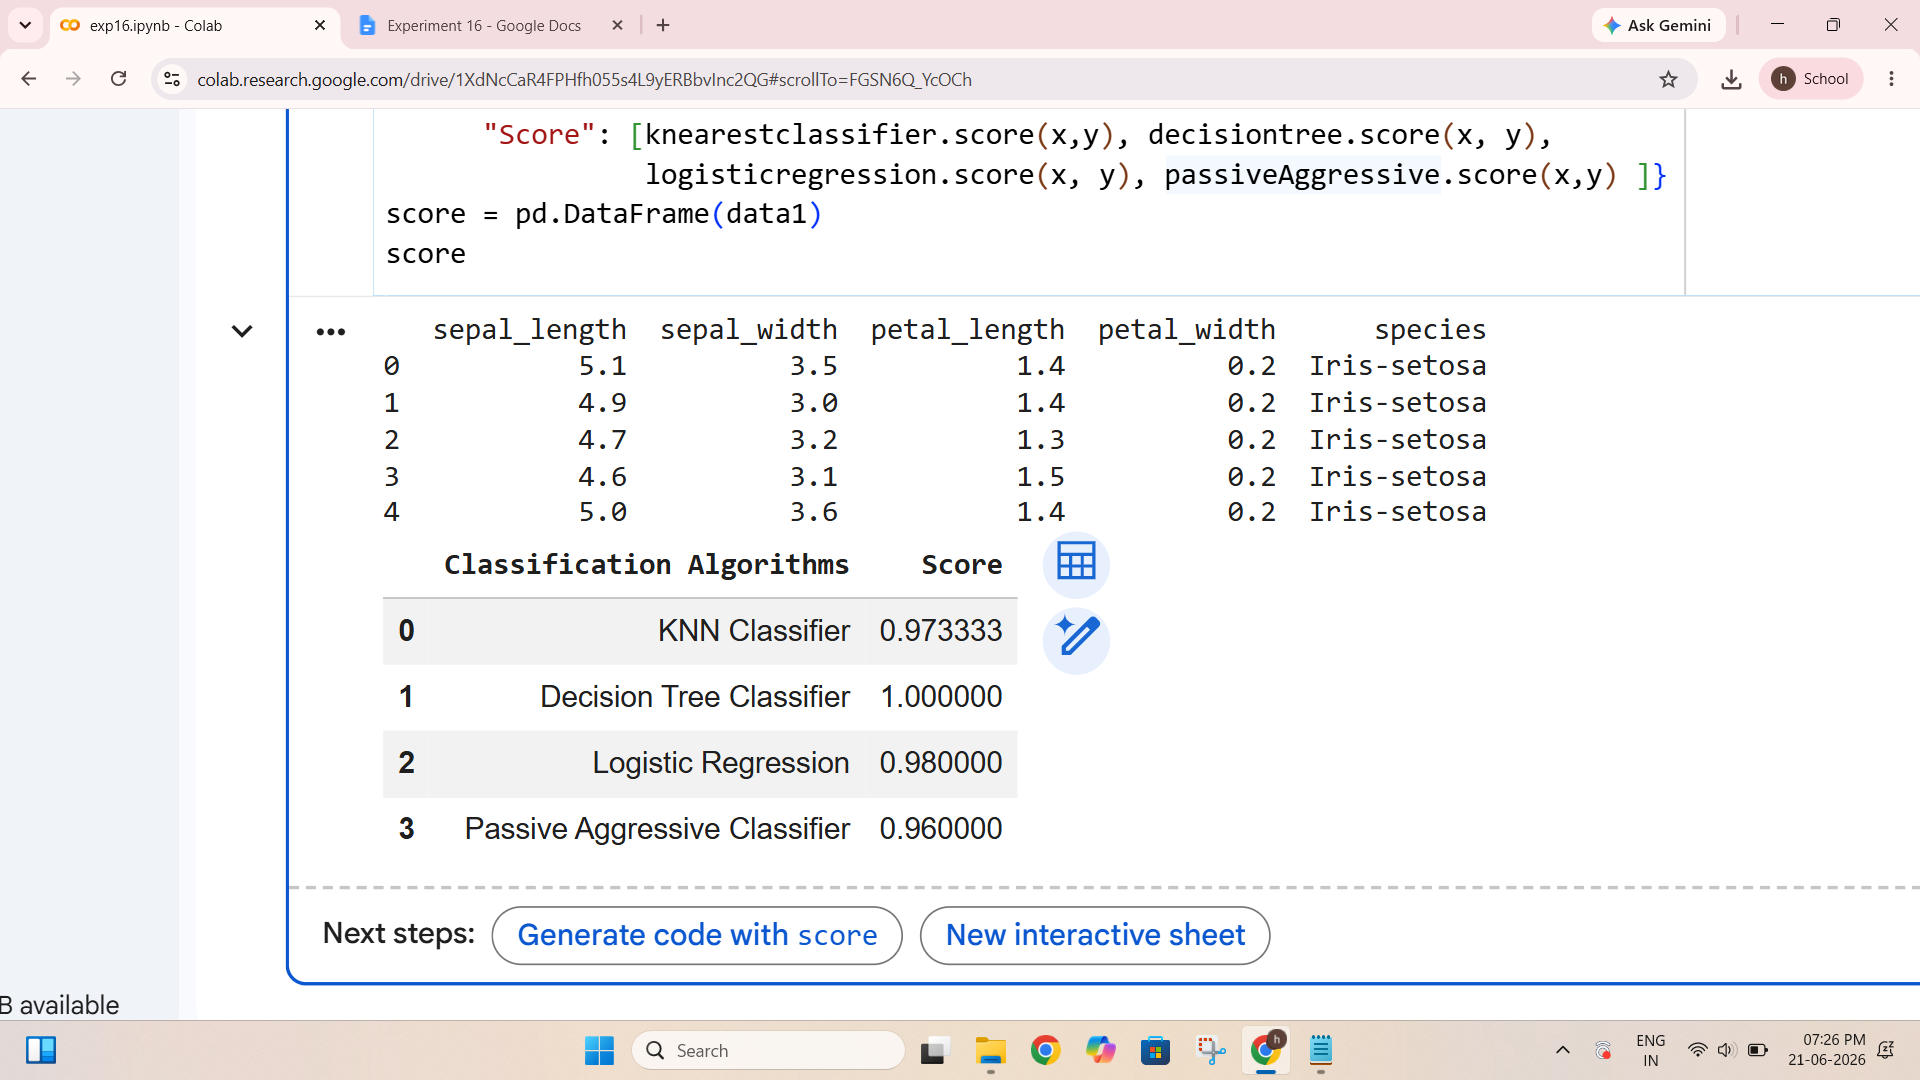 exp16.ipynb - Colab
Experiment 16 - Google Docs
Ask Gemini
colab.research.google.com/drive/1XdNcCaR4FPHfh055s4L9yERBbvInc2QG#scrollTo=FGSN6Q_YcOCh
h School
"Score": [knearestclassifier.score(x,y), decisiontree.score(x, y),
logisticregression.score(x, y), passiveAggressive.score(x,y) ]}
score = pd.DataFrame(data1)
score
sepal_length sepal_width petal_length petal_width species
0 5.1 3.5 1.4 0.2 Iris-setosa
1 4.9 3.0 1.4 0.2 Iris-setosa
2 4.7 3.2 1.3 0.2 Iris-setosa
3 4.6 3.1 1.5 0.2 Iris-setosa
4 5.0 3.6 1.4 0.2 Iris-setosa
Classification Algorithms Score
0 KNN Classifier 0.973333
1 Decision Tree Classifier 1.000000
2 Logistic Regression 0.980000
3 Passive Aggressive Classifier 0.960000
Next steps: Generate code with score New interactive sheet
B available
Search
h
ENG
IN
07:26 PM
21-06-2026